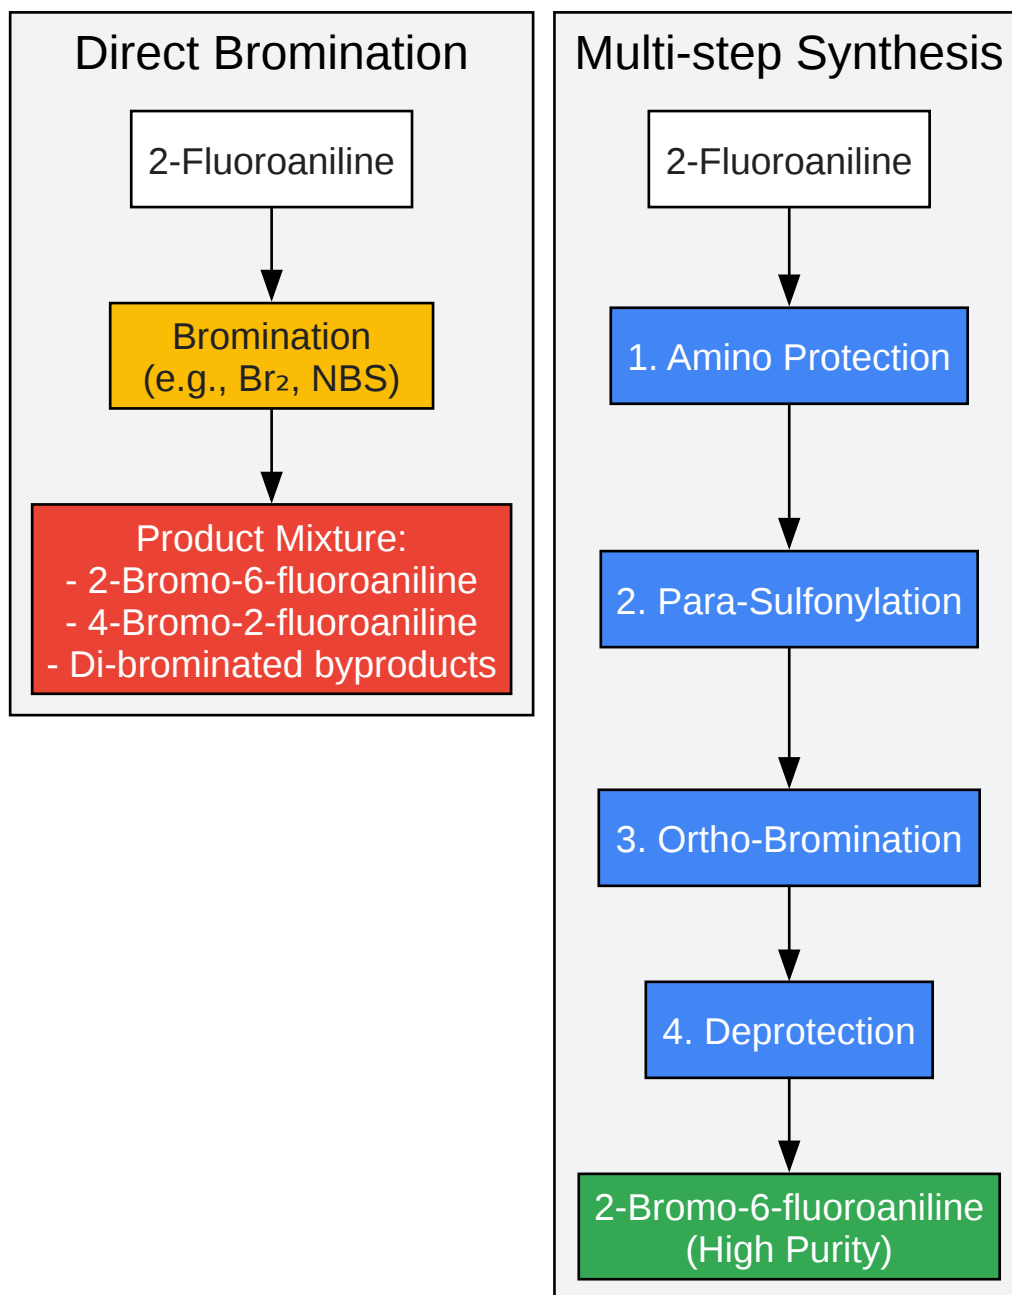 Direct Bromination
2-Fluoroaniline
Bromination
(e.g., Br₂, NBS)
Product Mixture:
- 2-Bromo-6-fluoroaniline
- 4-Bromo-2-fluoroaniline
- Di-brominated byproducts
Multi-step Synthesis
2-Fluoroaniline
1. Amino Protection
2. Para-Sulfonylation
3. Ortho-Bromination
4. Deprotection
2-Bromo-6-fluoroaniline
(High Purity)